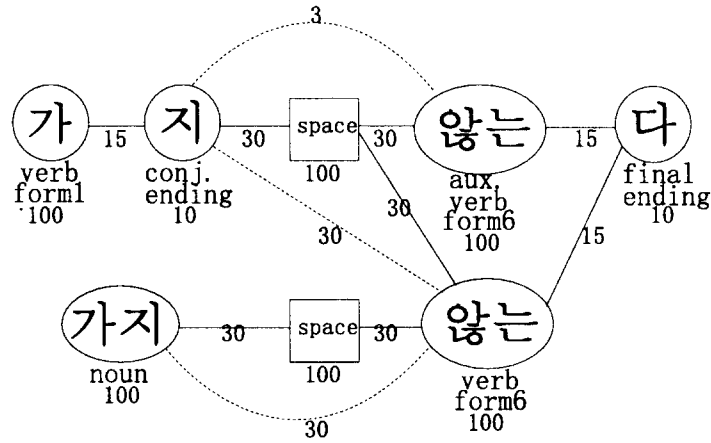 3
가 지 space 않는 다
15 30 30 15
verb
form1
100
conj.
ending
10
100
aux.
verb
form6
100
final
ending
10
30
30
15
가지 space 않는
30 30
noun
100
100
verb
form6
100
30